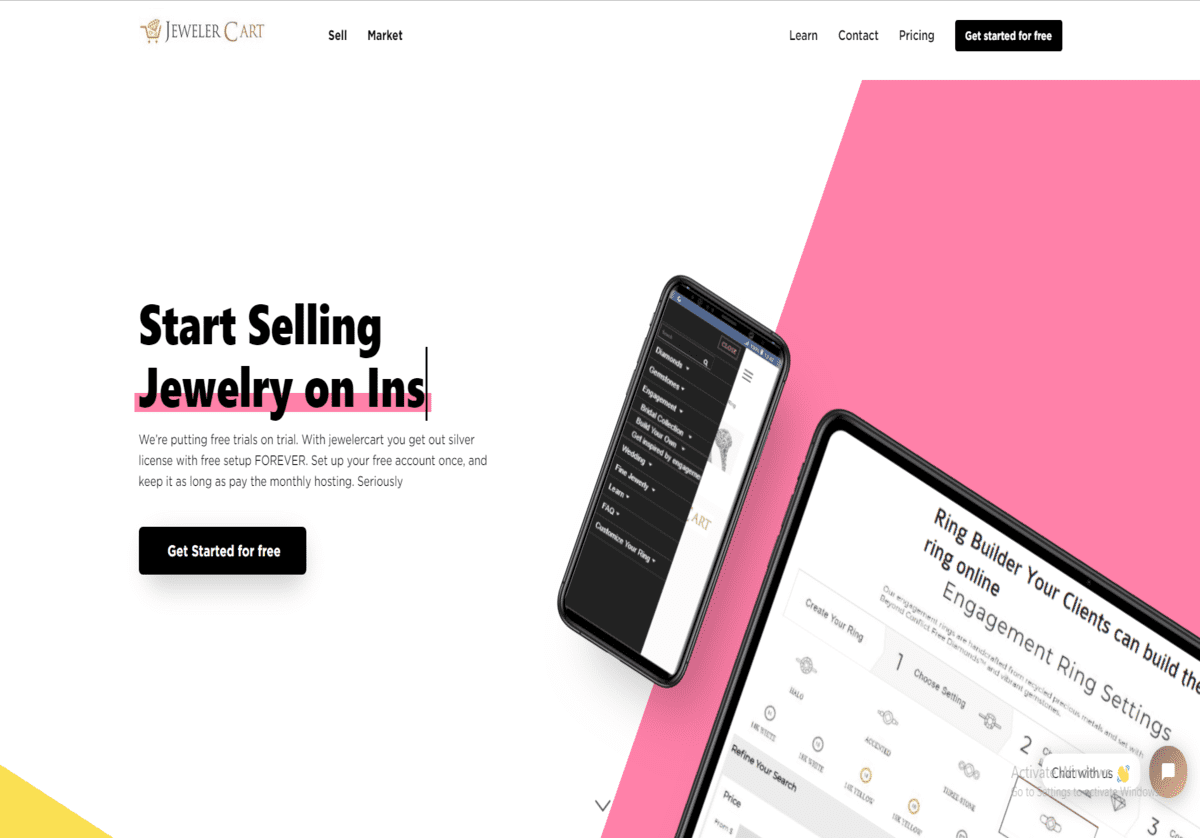 JEWELER CART
Sell
Market
Learn
Contact
Pricing
Get started for free
Start Selling
Jewelry on Ins
We're putting free trials on trial. With jewelercart you get out silver
license with free setup FOREVER. Set up your free account once, and
keep it as long as pay the monthly hosting. Seriously
Get Started for free
CLOSE
Diamonds
Gemstones
Engagement
Bridal Collection
Build Your Own
Get inspired by engageme
Wedding
Fine Jewerly
Learn
FAQ
Customize Your Ring
CART
Ring Builder Your Clients can build the
ring online
Engagement Ring Settings
Our engagement rings are handcrafted from recycled precious metals and set with
Beyond Conflict Free Diamonds™ and vibrant gemstones.
Create Your Ring
1 Choose Setting
2
3
HALO
ACCENTED
THREE-STONE
14K WHITE
18K WHITE
14K YELLOW
18K YELLOW
Refine Your Search
Price
From $
Chat with us 👋
Activate Windows
Go to Settings to activate Windows.